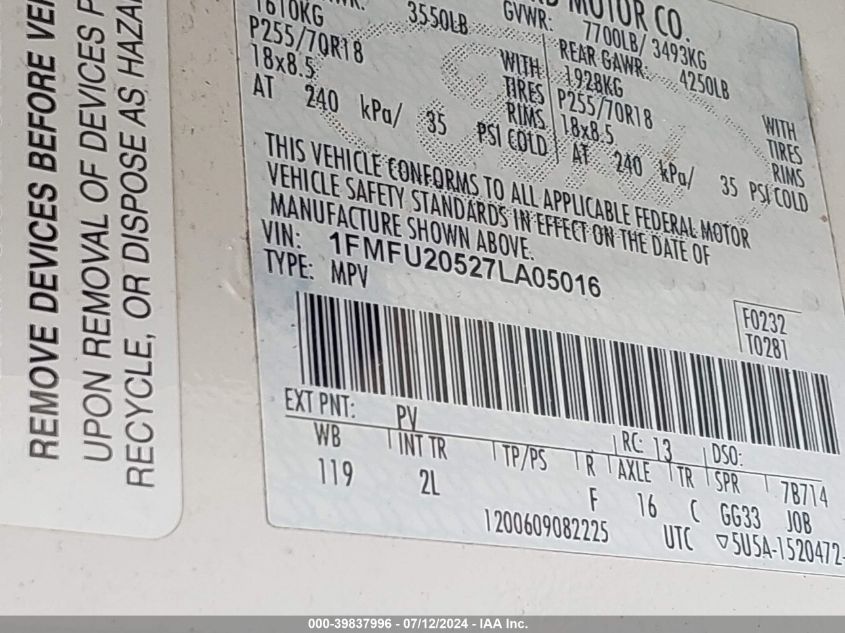 REMOVE DEVICES BEFORE VE
UPON REMOVAL OF DEVICES
RECYCLE, OR DISPOSE AS HAZA
MOTOR CO.
3550LB
GVWR: 7700LB/ 3493KG
1610KG
P255/70R18
18x8.5
WITH
TIRES
RIMS
AT 240 kPa/ 35 PSI COLD
REAR GAWR: 4250LB
1928KG
P255/70R18
18x8.5
WITH
TIRES
RIMS
AT 240 kPa/ 35 PSI COLD
THIS VEHICLE CONFORMS TO ALL APPLICABLE FEDERAL MOTOR
VEHICLE SAFETY STANDARDS IN EFFECT ON THE DATE OF
MANUFACTURE SHOWN ABOVE.
VIN: 1FMFU20527LA05016
TYPE: MPV
F0232
T0281
EXT PNT: PV
RC: 13 DSO:
WB INT TR TP/PS R AXLE TR SPR 7B714
119 2L F 16 C GG33 JOB
1200609082225 UTC ▽5U5A-1520472-
000-39837996 - 07/12/2024 - IAA Inc.